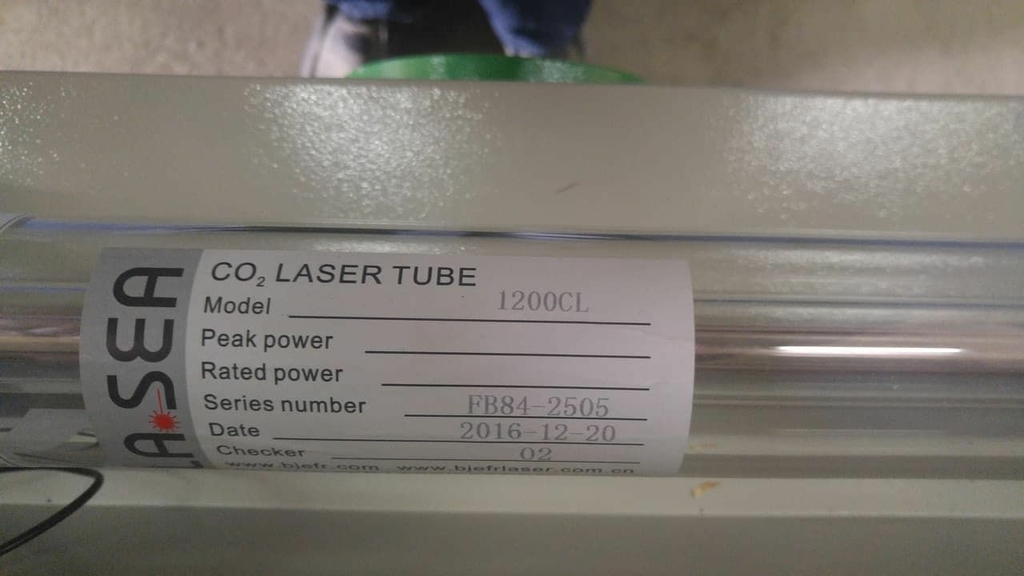 LASEA
CO₂ LASER TUBE
Model 1200CL
Peak power
Rated power
Series number FB84-2505
Date 2016-12-20
Checker 02
www.bjefr.com www.bjefrlaser.com.cn